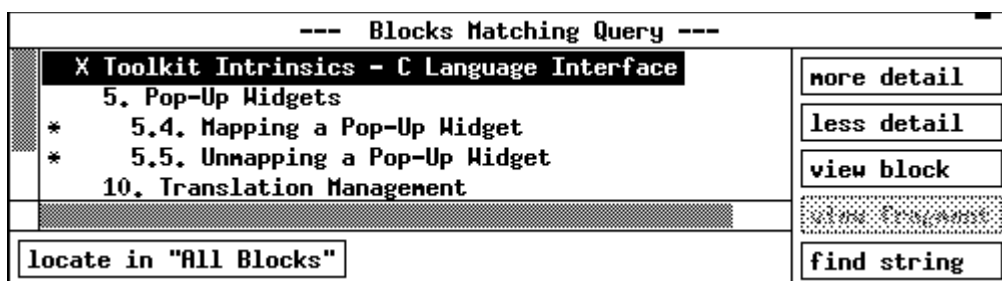 --- Blocks Matching Query ---
X Toolkit Intrinsics - C Language Interface
5. Pop-Up Widgets
* 5.4. Mapping a Pop-Up Widget
* 5.5. Unmapping a Pop-Up Widget
10. Translation Management
locate in "All Blocks"
more detail
less detail
view block
view fragment
find string